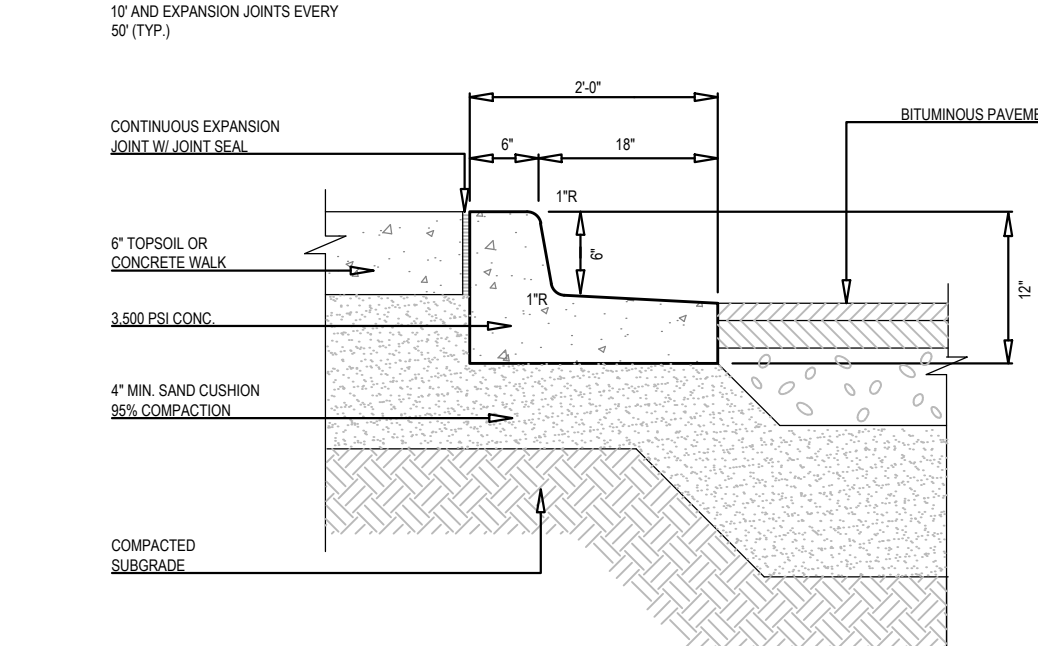 10' AND EXPANSION JOINTS EVERY
50' (TYP.)
2'-0"
BITUMINOUS PAVEME
CONTINUOUS EXPANSION
JOINT W/ JOINT SEAL
6"
18"
1"R
6" TOPSOIL OR
CONCRETE WALK
6"
12"
1"R
3.500 PSI CONC.
4" MIN. SAND CUSHION
95% COMPACTION
COMPACTED
SUBGRADE